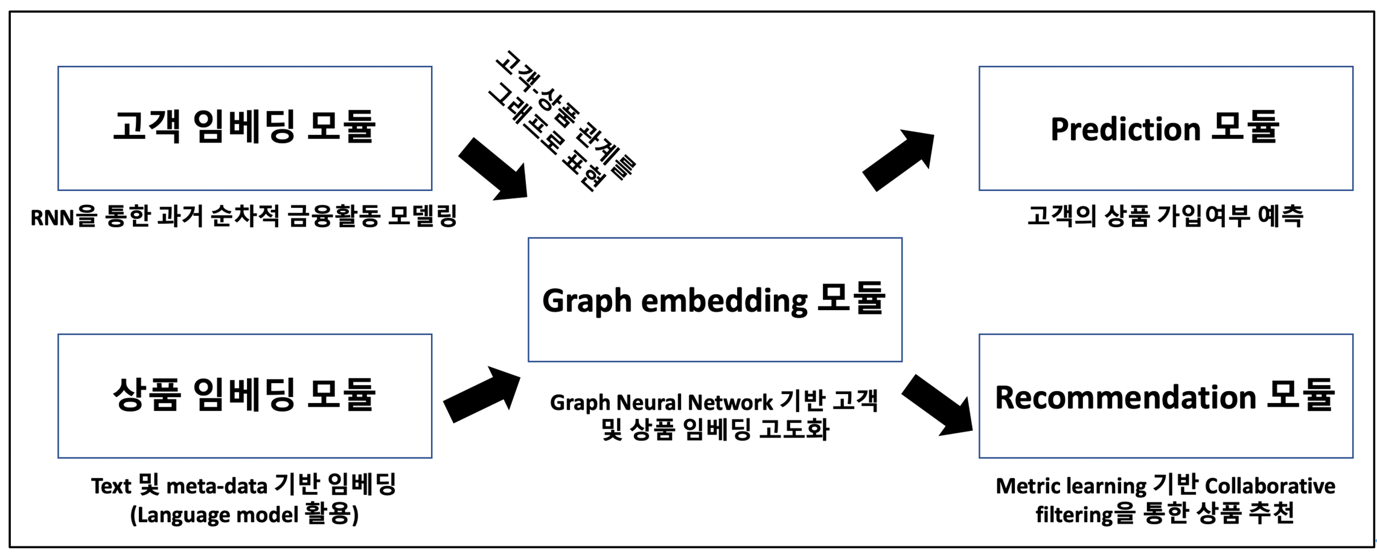 고객 임베딩 모듈
RNN을 통한 과거 순차적 금융활동 모델링
고객-상품 관계를
그래프로 표현
상품 임베딩 모듈
Text 및 meta-data 기반 임베딩
(Language model 활용)
Graph embedding 모듈
Graph Neural Network 기반 고객
및 상품 임베딩 고도화
Prediction 모듈
고객의 상품 가입여부 예측
Recommendation 모듈
Metric learning 기반 Collaborative
filtering을 통한 상품 추천